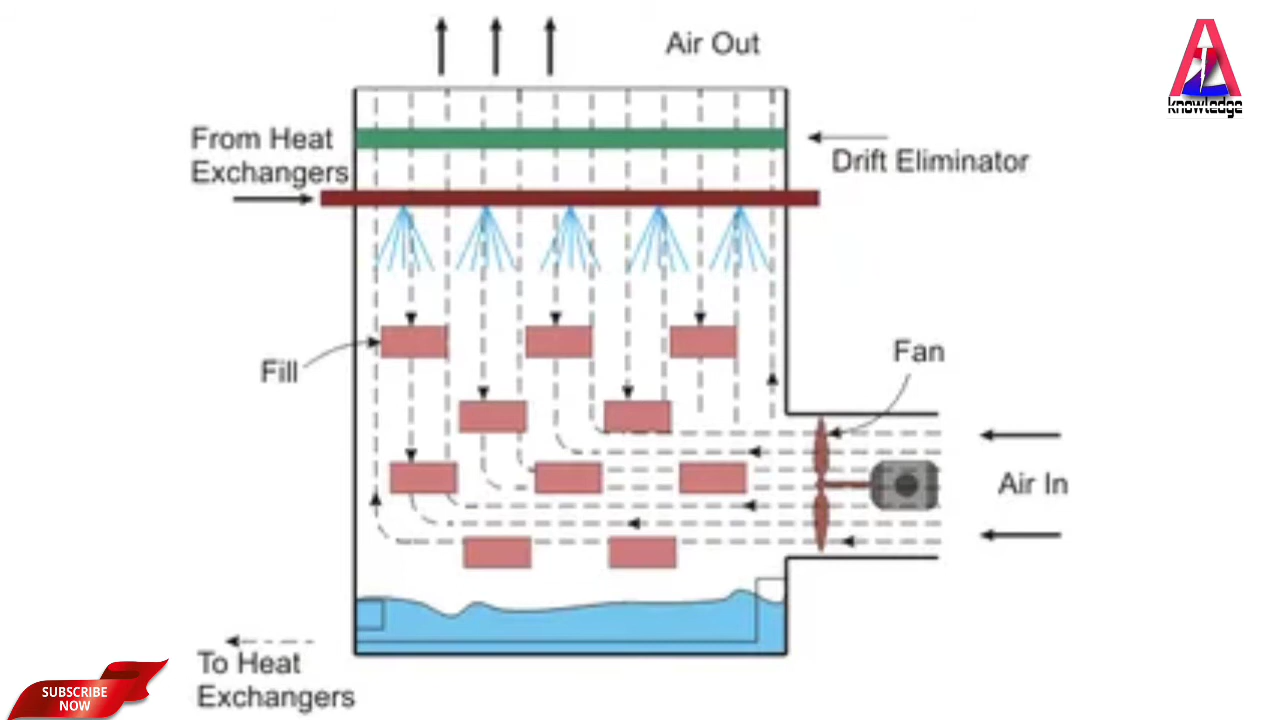 Air Out
knowledge
From Heat
Exchangers
Drift Eliminator
Fan
Fill
Air In
To Heat
Exchangers
SUBSCRIBE
NOW